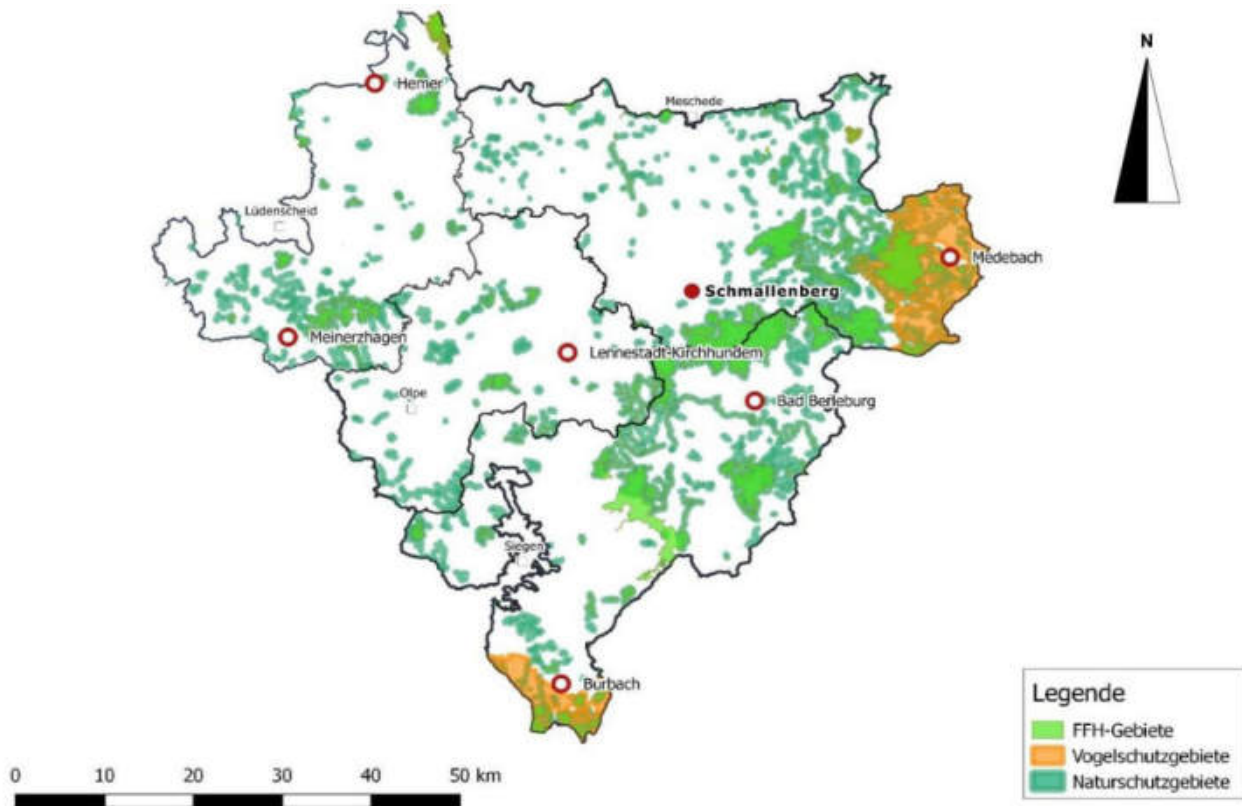 N
Hemer
Meschede
Lüdenscheid
Medebach
Schmallenberg
Meinerzhagen
Lennestadt-Kirchhundem
Olpe
Bad Berleburg
Siegen
Burbach
Legende
FFH-Gebiete
Vogelschutzgebiete
Naturschutzgebiete
0 10 20 30 40 50 km